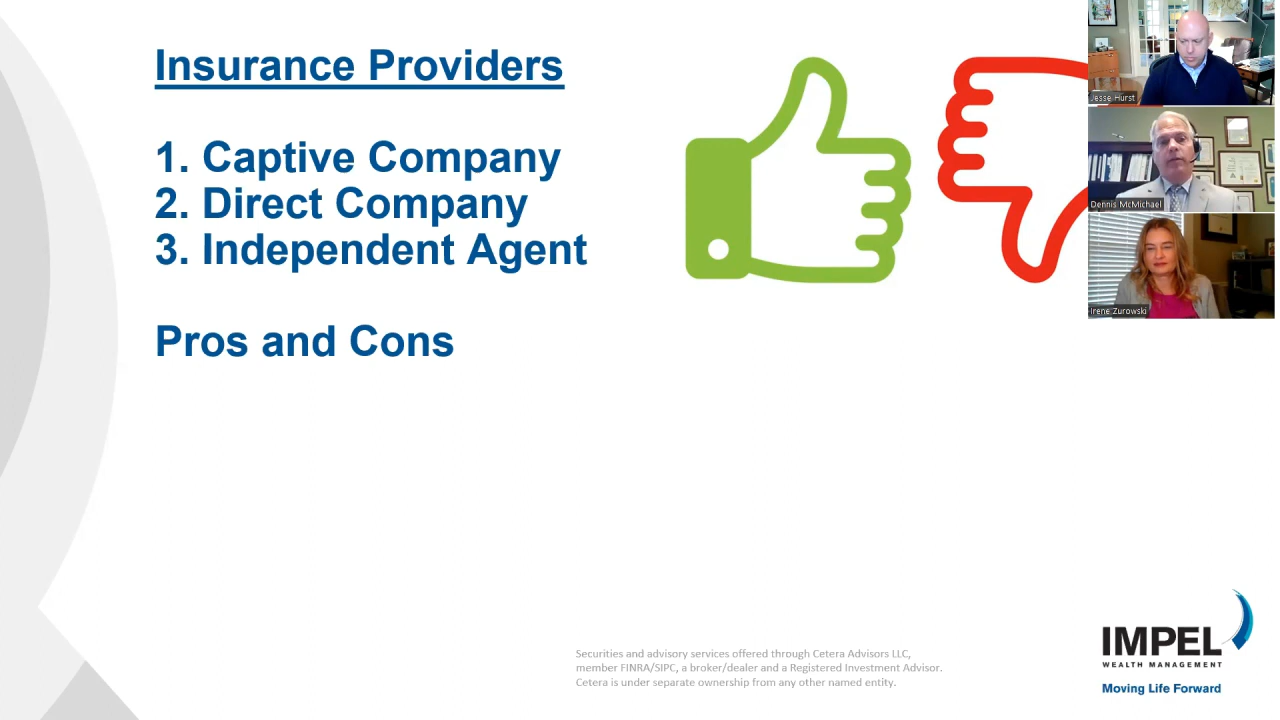 Insurance Providers
1. Captive Company
2. Direct Company
3. Independent Agent
Pros and Cons
Jesse Hurst
Dennis McMichael
Irene Zurowski
Securities and advisory services offered through Cetera Advisors LLC,
member FINRA/SIPC, a broker/dealer and a Registered Investment Advisor.
Cetera is under separate ownership from any other named entity.
IMPEL
WEALTH MANAGEMENT
Moving Life Forward